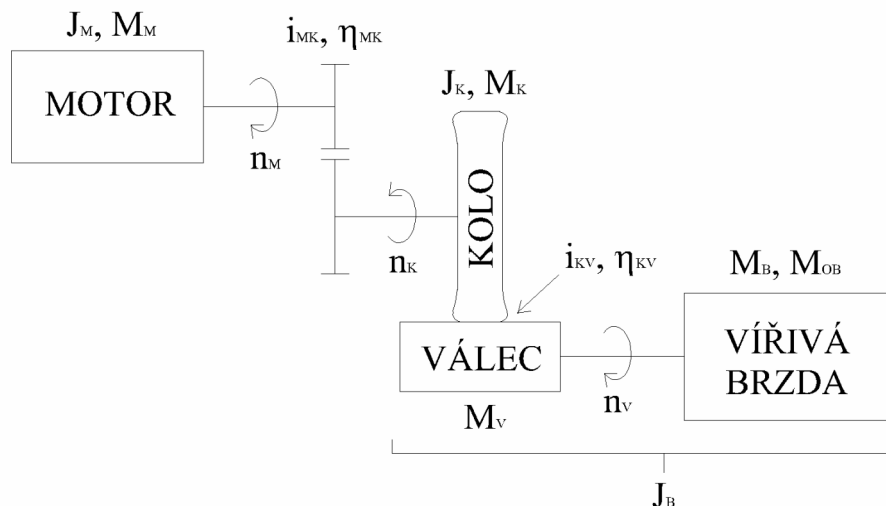 J_M, M_M
i_MK, η_MK
MOTOR
J_K, M_K
n_M
KOLO
n_K
i_KV, η_KV
M_B, M_OB
VÁLEC
VÍŘIVÁ
BRZDA
M_V
n_V
J_B